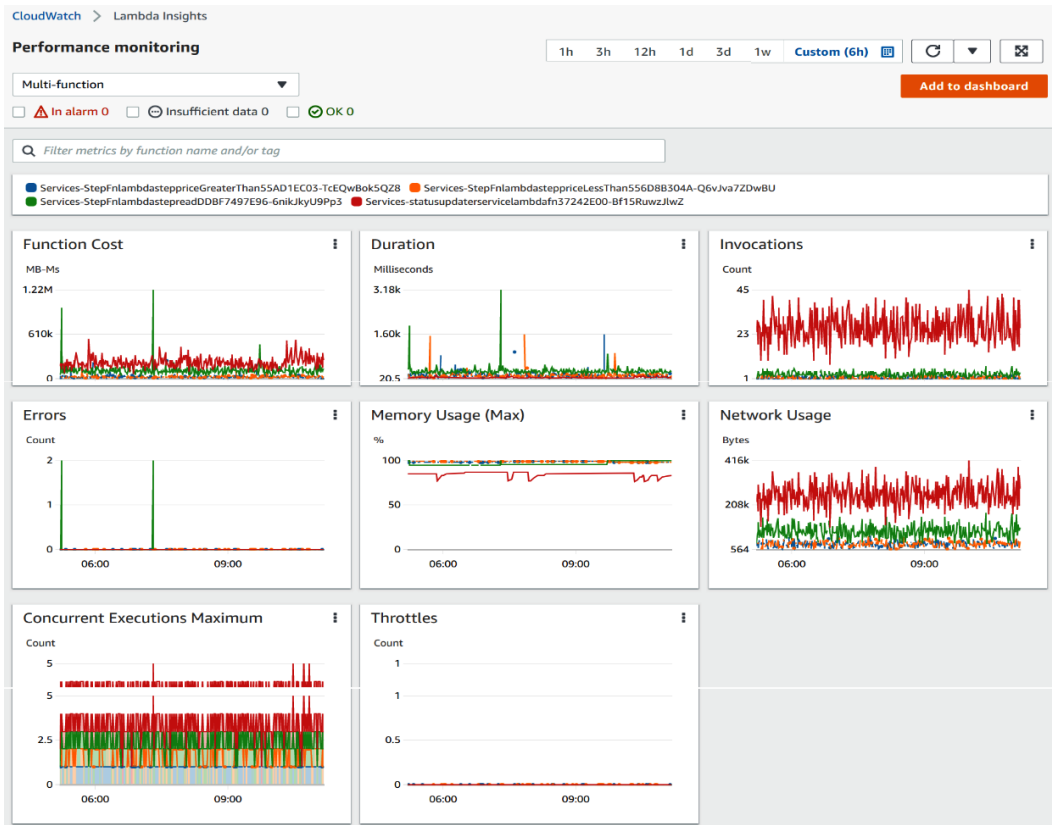 CloudWatch > Lambda Insights
Performance monitoring
1h 3h 12h 1d 3d 1w Custom (6h)
Multi-function
Add to dashboard
In alarm 0 Insufficient data 0 OK 0
Filter metrics by function name and/or tag
Services-StepFnlambdasteppriceGreaterThan55AD1EC03-TcEQwBok5QZ8 Services-StepFnlambdasteppriceLessThan556D8B304A-Q6vJva7ZDwBU
Services-StepFnlambdastepreadDDBF7497E96-6nikJkyU9Pp3 Services-statusupdaterservicelambdafn37242E00-Bf15RuwzJlwZ
Function Cost
MB-Ms
1.22M
610k
0
Duration
Milliseconds
3.18k
1.60k
20.5
Invocations
Count
45
23
1
Errors
Count
2
1
0
06:00 09:00
Memory Usage (Max)
%
100
50
0
06:00 09:00
Network Usage
Bytes
416k
208k
564
06:00 09:00
Concurrent Executions Maximum
Count
5
5
2.5
0
06:00 09:00
Throttles
Count
1
1
0.5
0
06:00 09:00